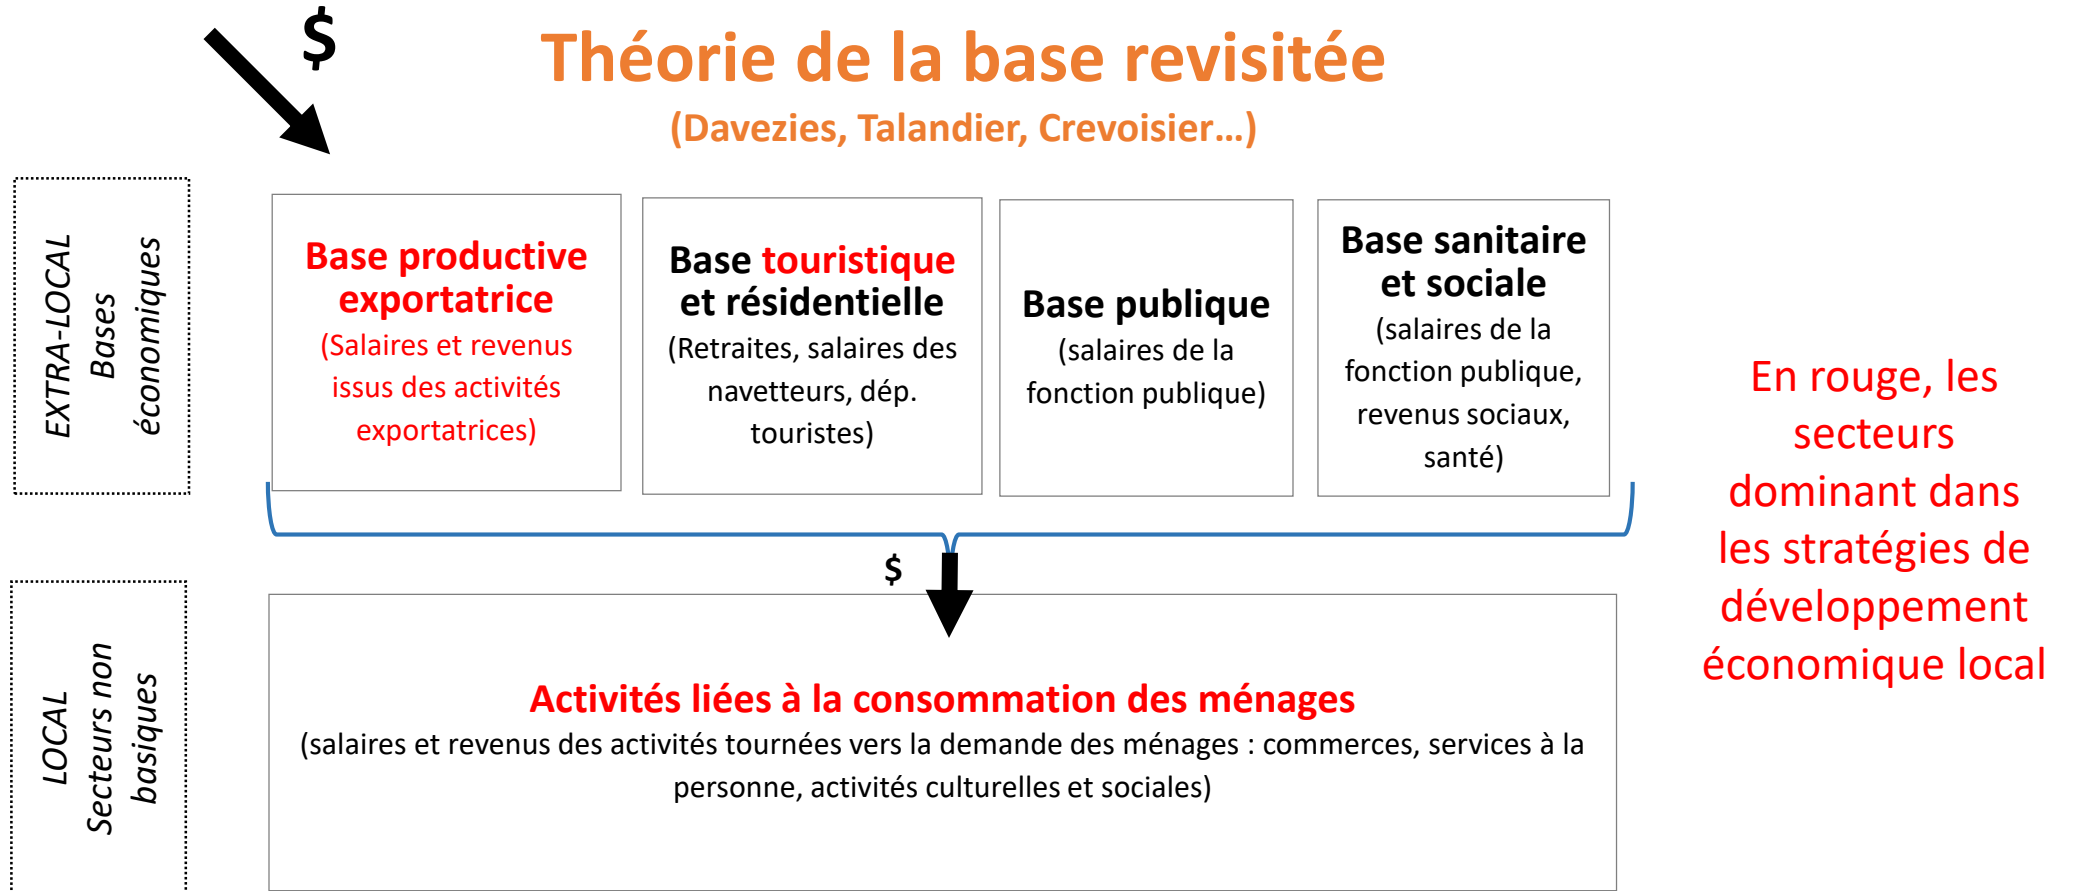 $
Théorie de la base revisitée
(Davezies, Talandier, Crevoisier…)
EXTRA-LOCAL
Bases
économiques
Base productive
exportatrice
(Salaires et revenus
issus des activités
exportatrices)
Base touristique
et résidentielle
(Retraites, salaires des
navetteurs, dép.
touristes)
Base publique
(salaires de la
fonction publique)
Base sanitaire
et sociale
(salaires de la
fonction publique,
revenus sociaux,
santé)
En rouge, les
secteurs
dominant dans
les stratégies de
développement
économique local
$
LOCAL
Secteurs non
basiques
Activités liées à la consommation des ménages
(salaires et revenus des activités tournées vers la demande des ménages : commerces, services à la
personne, activités culturelles et sociales)